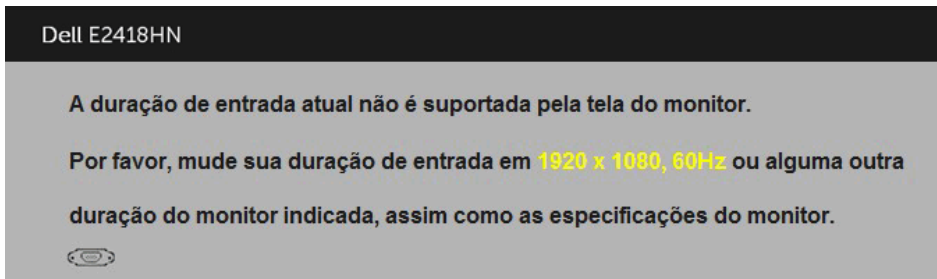 Dell E2418HN
A duração de entrada atual não é suportada pela tela do monitor.
Por favor, mude sua duração de entrada em 1920 x 1080, 60Hz ou alguma outra
duração do monitor indicada, assim como as especificações do monitor.